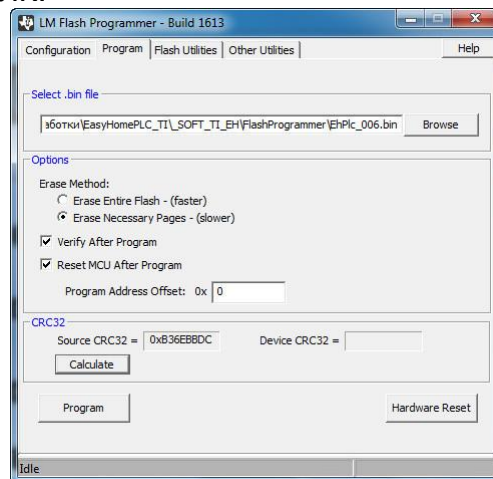 LM Flash Programmer - Build 1613
Configuration Program Flash Utilities Other Utilities Help
Select .bin file
зботки\EasyHomePLC_TI\_SOFT_TI_EH\FlashProgrammer\EhPlc_006.bin Browse
Options
Erase Method:
Erase Entire Flash - (faster)
Erase Necessary Pages - (slower)
Verify After Program
Reset MCU After Program
Program Address Offset: 0x 0
CRC32
Source CRC32 = 0xB36EBBDC Device CRC32 =
Calculate
Program Hardware Reset
Idle